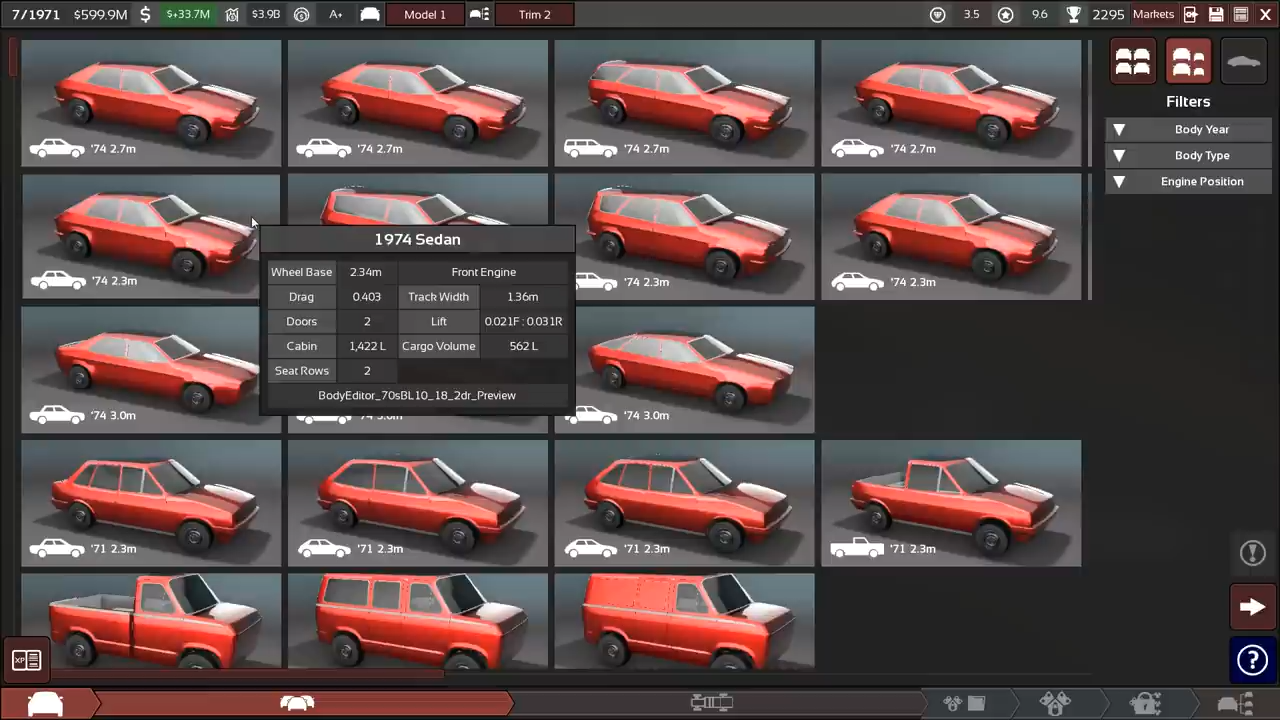 7/1971 $599.9M $ $+33.7M $3.9B A+ Model 1 Trim 2 3.5 9.6 2295 Markets
Filters
Body Year
Body Type
Engine Position
'74 2.7m '74 2.7m '74 2.7m '74 2.7m
'74 2.3m '74 2.3m '74 2.3m
1974 Sedan
Wheel Base 2.34m Front Engine
Drag 0.403 Track Width 1.36m
Doors 2 Lift 0.021F : 0.031R
Cabin 1,422 L Cargo Volume 562 L
Seat Rows 2
BodyEditor_70sBL10_18_2dr_Preview
'74 3.0m '74 3.0m '74 3.0m
'71 2.3m '71 2.3m '71 2.3m '71 2.3m
XP
?